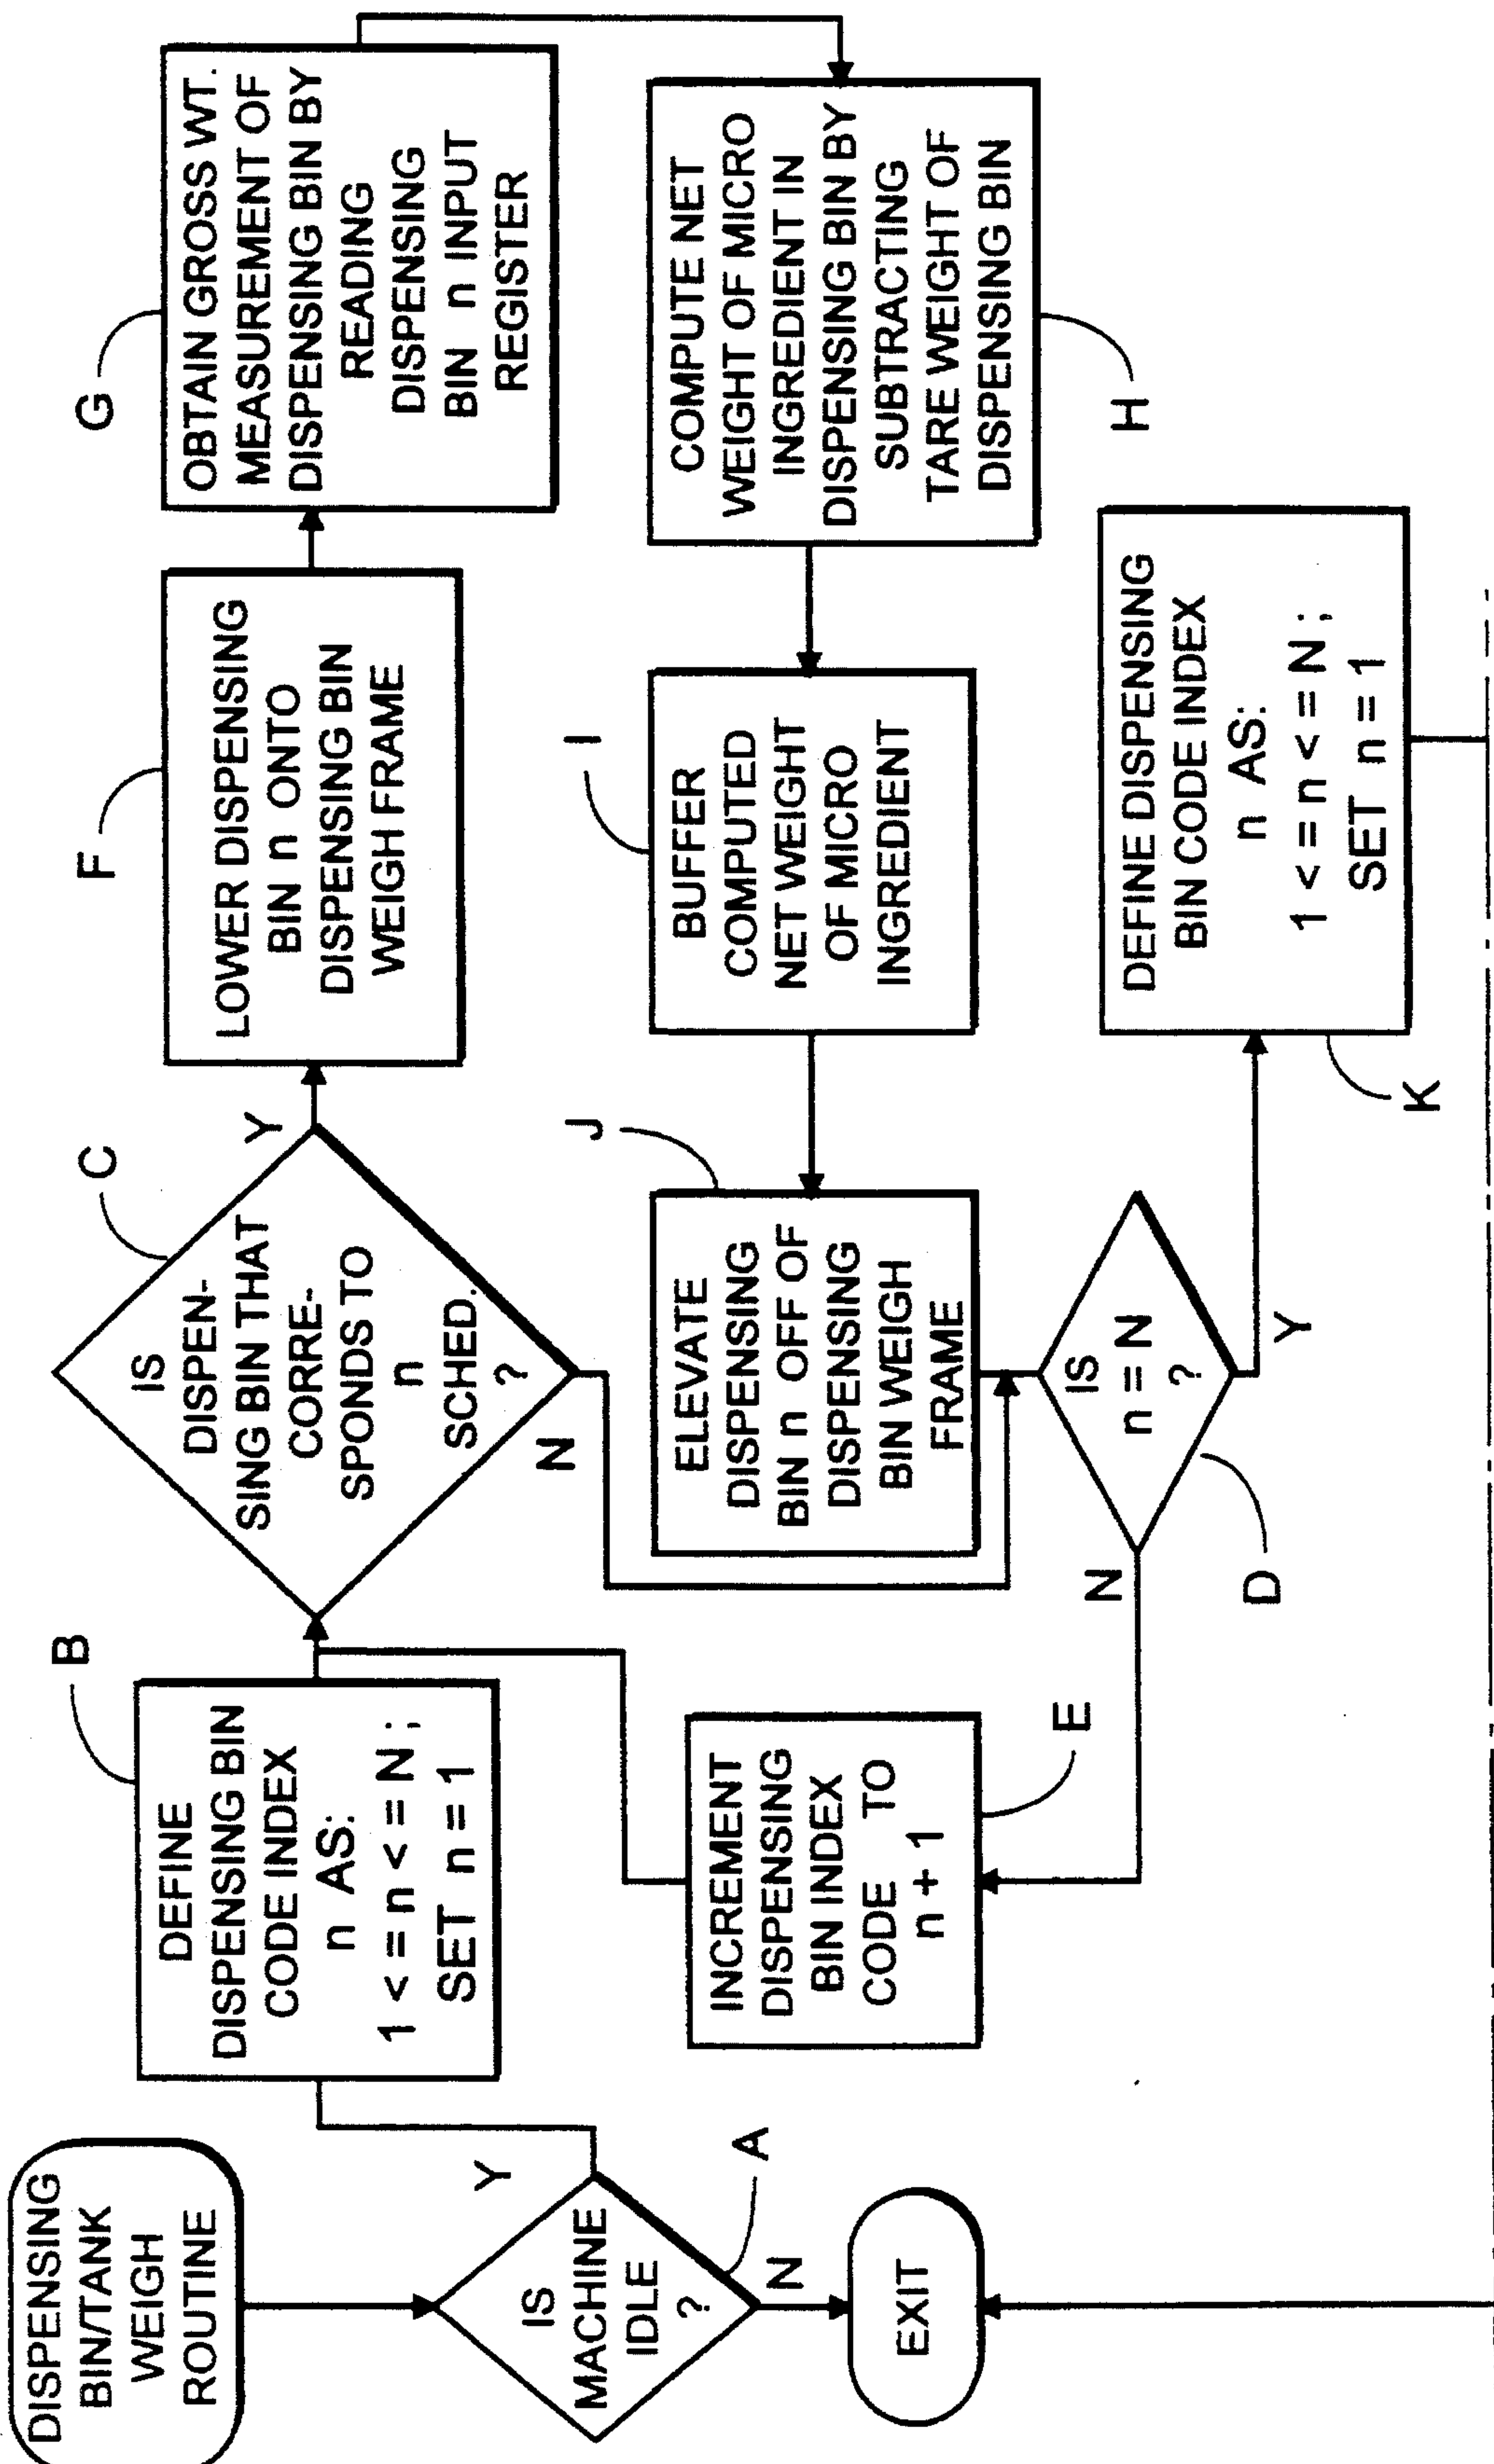 DISPENSING
BIN/TANK
WEIGH
ROUTINE
IS
MACHINE
IDLE
?
A
Y
N
EXIT
B
DEFINE
DISPENSING BIN
CODE INDEX
n AS:
1 < = n < = N ;
SET n = 1
C
IS
DISPEN-
SING BIN THAT
CORRE-
SPONDS TO
n
SCHED.
?
Y
N
F
LOWER DISPENSING
BIN n ONTO
DISPENSING BIN
WEIGH FRAME
G
OBTAIN GROSS WT.
MEASUREMENT OF
DISPENSING BIN BY
READING
DISPENSING
BIN n INPUT
REGISTER
COMPUTE NET
WEIGHT OF MICRO
INGREDIENT IN
DISPENSING BIN BY
SUBTRACTING
TARE WEIGHT OF
DISPENSING BIN
H
I
BUFFER
COMPUTED
NET WEIGHT
OF MICRO
INGREDIENT
J
ELEVATE
DISPENSING
BIN n OFF OF
DISPENSING
BIN WEIGH
FRAME
IS
n = N
?
N
Y
D
INCREMENT
DISPENSING
BIN INDEX
CODE TO
n + 1
E
DEFINE DISPENSING
BIN CODE INDEX
n AS:
1 < = n < = N ;
SET n = 1
K